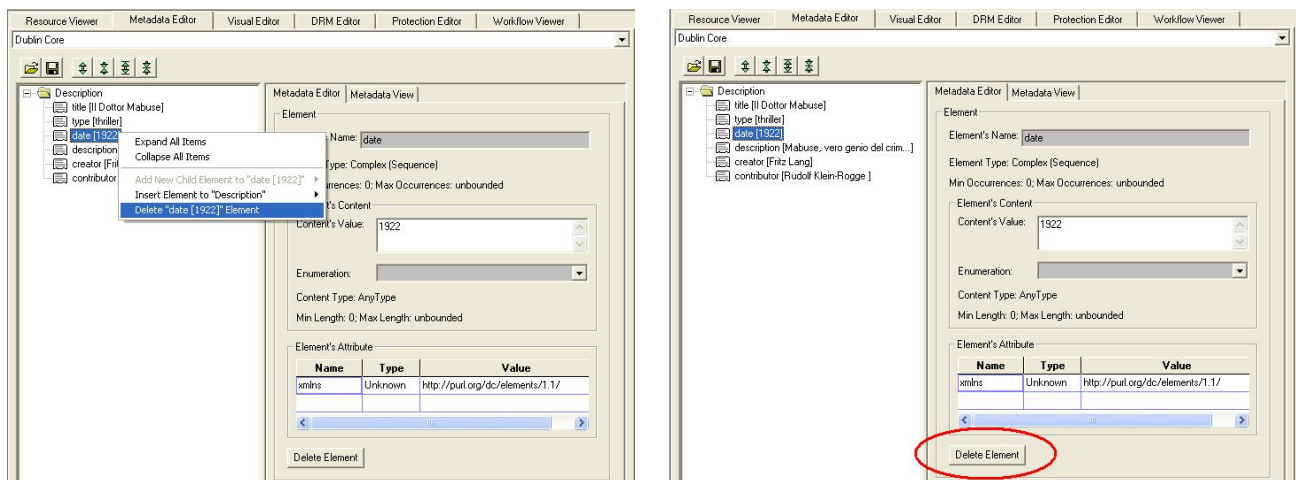 Resource Viewer Metadata Editor Visual Editor DRM Editor Protection Editor Workflow Viewer
Dublin Core
Description
title [Il Dottor Mabuse]
type [thriller]
date [1922]
description
creator [Frit
contributor
Expand All Items
Collapse All Items
Add New Child Element to "date [1922]"
Insert Element to "Description"
Delete "date [1922]" Element
Metadata Editor Metadata View
Element
Name: date
Type: Complex (Sequence)
urrences: 0; Max Occurrences: unbounded
t's Content
Content's Value: 1922
Enumeration:
Content Type: AnyType
Min Length: 0; Max Length: unbounded
Element's Attribute
Name Type Value
xmlns Unknown http://purl.org/dc/elements/1.1/
Delete Element
Resource Viewer Metadata Editor Visual Editor DRM Editor Protection Editor Workflow Viewer
Dublin Core
Description
title [Il Dottor Mabuse]
type [thriller]
date [1922]
description [Mabuse, vero genio del crim...]
creator [Fritz Lang]
contributor [Rudolf Klein-Rogge ]
Metadata Editor Metadata View
Element
Element's Name: date
Element Type: Complex (Sequence)
Min Occurrences: 0; Max Occurrences: unbounded
Element's Content
Content's Value: 1922
Enumeration:
Content Type: AnyType
Min Length: 0; Max Length: unbounded
Element's Attribute
Name Type Value
xmlns Unknown http://purl.org/dc/elements/1.1/
Delete Element